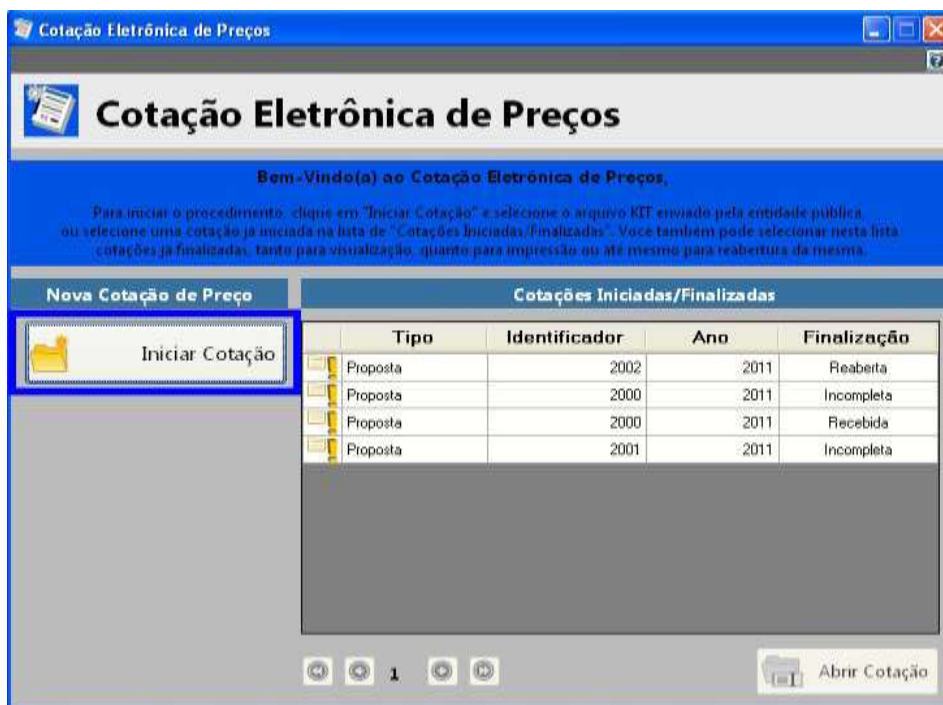 Cotação Eletrônica de Preços
Cotação Eletrônica de Preços
Bem-Vindo(a) ao Cotação Eletrônica de Preços,
Para iniciar o procedimento, clique em "Iniciar Cotação" e selecione o arquivo KIT enviado pela entidade pública,
ou selecione uma cotação já iniciada na lista de "Cotações Iniciadas/Finalizadas". Você também pode selecionar nesta lista
cotações já finalizadas, tanto para visualização, quanto para impressão ou até mesmo para reabertura da mesma.
Nova Cotação de Preço
Cotações Iniciadas/Finalizadas
Iniciar Cotação
Tipo Identificador Ano Finalização
Proposta 2002 2011 Reaberta
Proposta 2000 2011 Incompleta
Proposta 2000 2011 Recebida
Proposta 2001 2011 Incompleta
1
Abrir Cotação